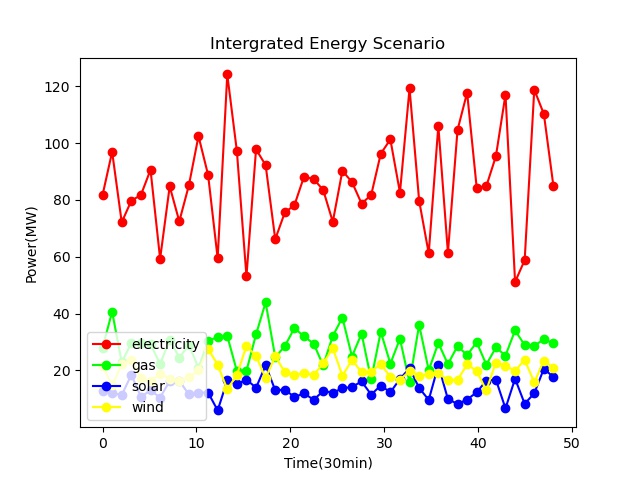 Intergrated Energy Scenario
Power(MW)
120
100
80
60
40
20
electricity
gas
solar
wind
0 10 20 30 40 50
Time(30min)